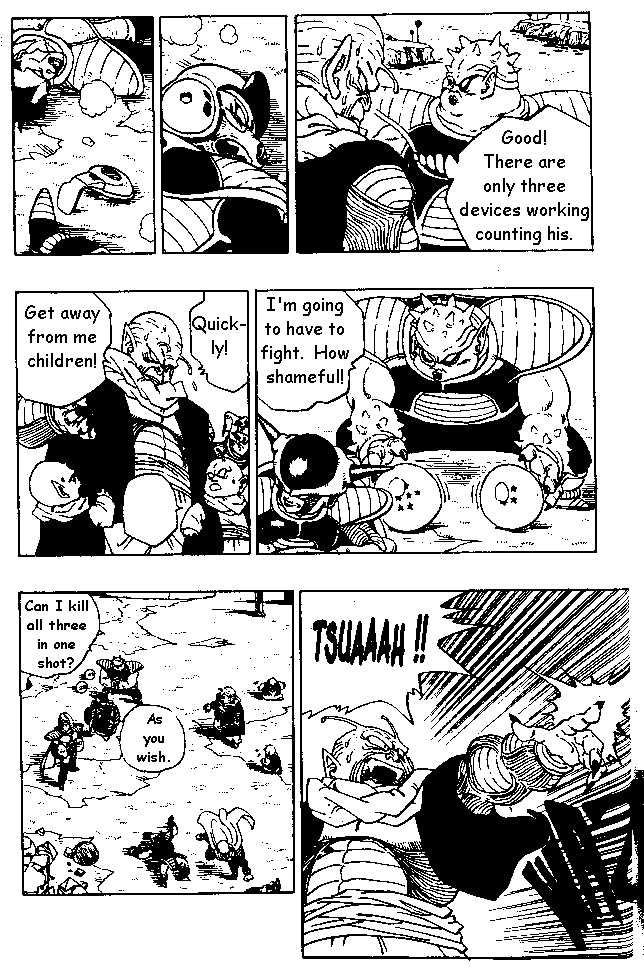 Good!
There are
only three
devices working
counting his.
Get away
from me
children!
Quick-
ly!
I'm going
to have to
fight. How
shameful!
Can I kill
all three
in one
shot?
As
you
wish.
TSUAAAH !!